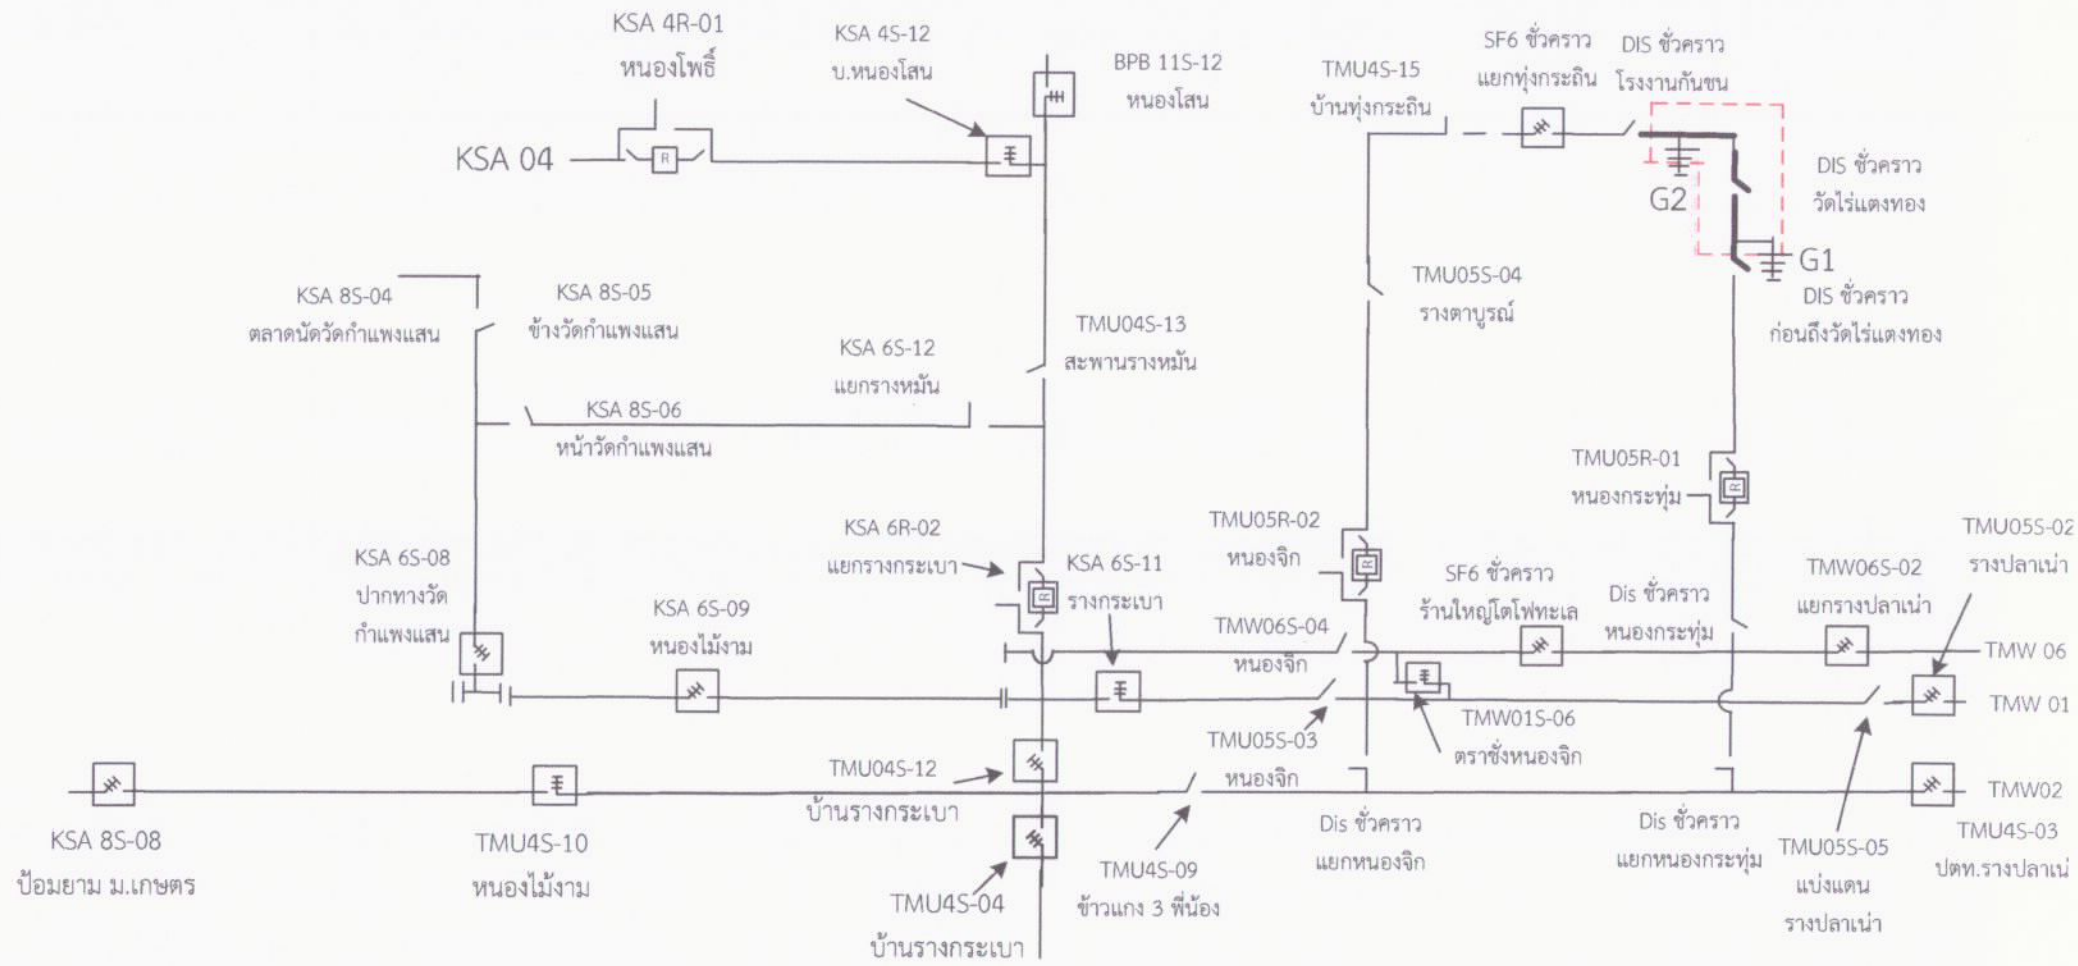 KSA 4R-01
หนองโพธิ์
KSA 4S-12
บ.หนองโสน
BPB 11S-12
หนองโสน
TMU4S-15
บ้านทุ่งกระถิน
SF6 ชั่วคราว
แยกทุ่งกระถิน
DIS ชั่วคราว
โรงงานกันชน
KSA 04
R
G2
DIS ชั่วคราว
วัดไร่แตงทอง
G1
DIS ชั่วคราว
ก่อนถึงวัดไร่แตงทอง
KSA 8S-04
ตลาดนัดวัดกำแพงแสน
KSA 8S-05
ข้างวัดกำแพงแสน
TMU04S-13
สะพานรางหมัน
TMU05S-04
รางตาบูรณ์
KSA 6S-12
แยกรางหมัน
KSA 8S-06
หน้าวัดกำแพงแสน
TMU05R-01
หนองกระทุ่ม
R
KSA 6R-02
แยกรางกระเบา
R
TMU05R-02
หนองจิก
R
TMU05S-02
รางปลาเน่า
KSA 6S-08
ปากทางวัด
กำแพงแสน
KSA 6S-09
หนองไม้งาม
KSA 6S-11
รางกระเบา
TMW06S-04
หนองจิก
SF6 ชั่วคราว
ร้านใหญ่โตโฟทะเล
Dis ชั่วคราว
หนองกระทุ่ม
TMW06S-02
แยกรางปลาเน่า
TMW 06
TMW 01
TMU05S-03
หนองจิก
TMW01S-06
ตราชั่งหนองจิก
TMU04S-12
บ้านรางกระเบา
TMW02
KSA 8S-08
ป้อมยาม ม.เกษตร
TMU4S-10
หนองไม้งาม
TMU4S-04
บ้านรางกระเบา
TMU4S-09
ข้าวแกง 3 พี่น้อง
Dis ชั่วคราว
แยกหนองจิก
Dis ชั่วคราว
แยกหนองกระทุ่ม
TMU05S-05
แบ่งแดน
รางปลาเน่า
TMU4S-03
ปตท.รางปลาเน่